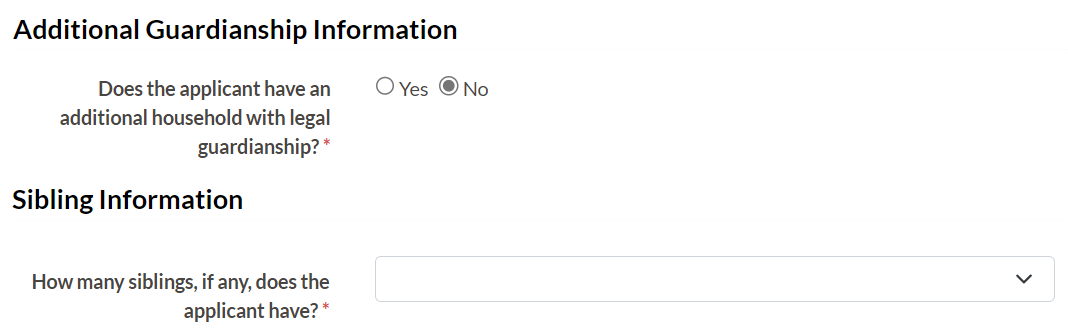 Additional Guardianship Information
Does the applicant have an
additional household with legal
guardianship? *
Yes No
Sibling Information
How many siblings, if any, does the
applicant have? *